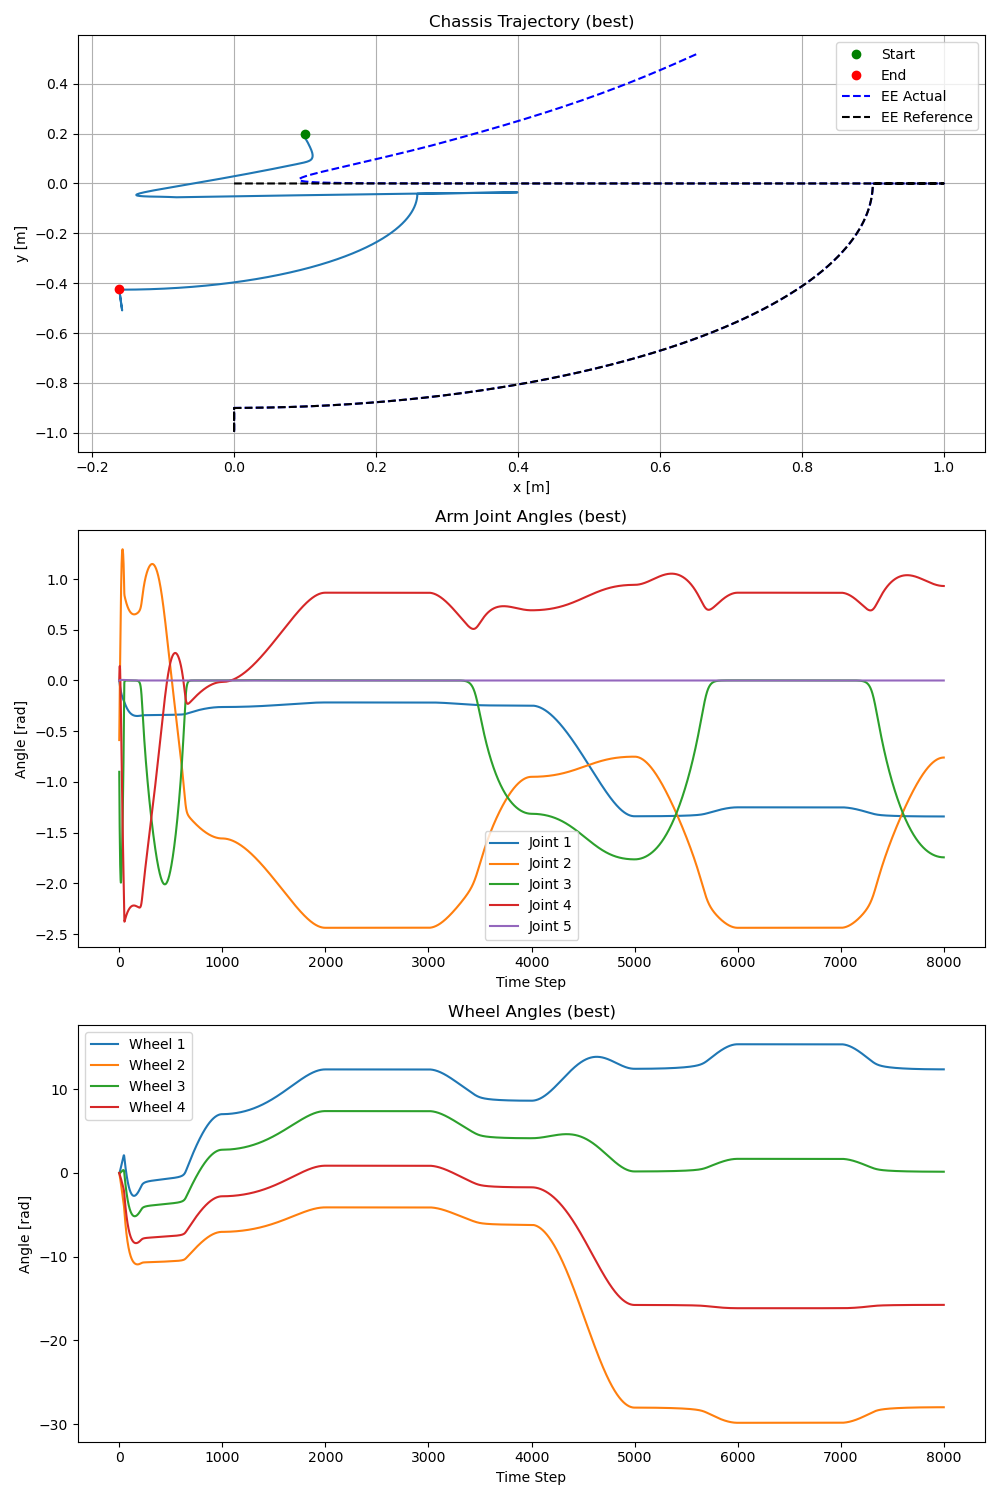 Chassis Trajectory (best)
Start
End
EE Actual
EE Reference
0.4
0.2
0.0
−0.2
−0.4
−0.6
−0.8
−1.0
y [m]
−0.2 0.0 0.2 0.4 0.6 0.8 1.0
x [m]
Arm Joint Angles (best)
1.0
0.5
0.0
−0.5
−1.0
−1.5
−2.0
−2.5
Angle [rad]
Joint 1
Joint 2
Joint 3
Joint 4
Joint 5
0 1000 2000 3000 4000 5000 6000 7000 8000
Time Step
Wheel Angles (best)
Wheel 1
Wheel 2
Wheel 3
Wheel 4
10
0
−10
−20
−30
Angle [rad]
0 1000 2000 3000 4000 5000 6000 7000 8000
Time Step